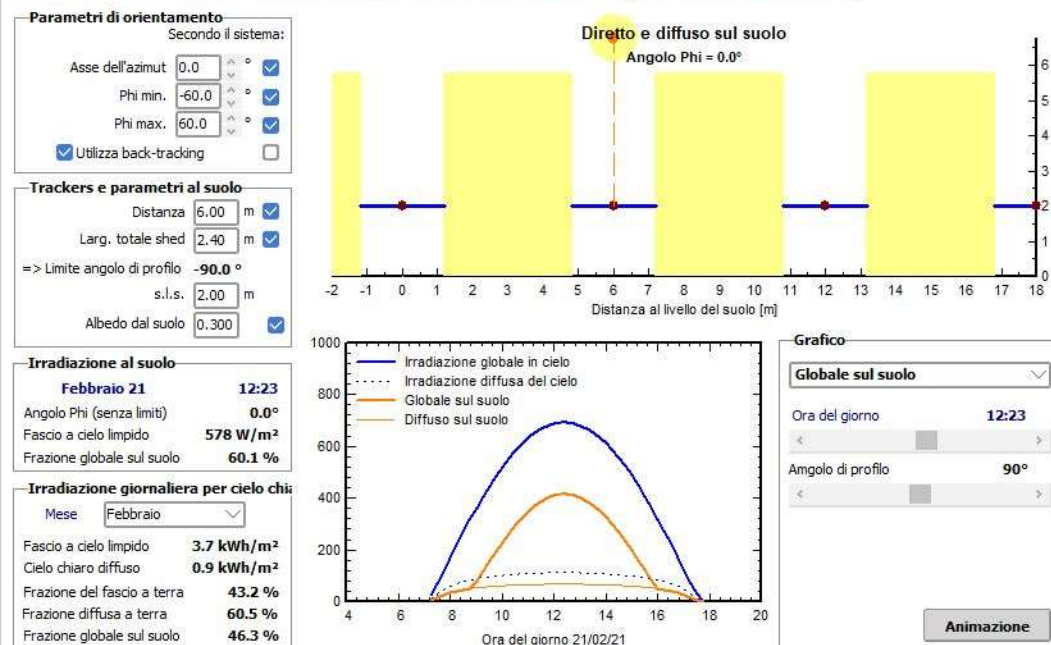 Parametri di orientamento
Secondo il sistema:
Asse dell'azimut 0.0 °
Phi min. -60.0 °
Phi max. 60.0 °
Utilizza back-tracking
Trackers e parametri al suolo
Distanza 6.00 m
Larg. totale shed 2.40 m
=> Limite angolo di profilo -90.0 °
s.l.s. 2.00 m
Albedo dal suolo 0.300
Irradiazione al suolo
Febbraio 21 12:23
Angolo Phi (senza limiti) 0.0°
Fascio a cielo limpido 578 W/m²
Frazione globale sul suolo 60.1 %
Irradiazione giornaliera per cielo chia
Mese Febbraio
Fascio a cielo limpido 3.7 kWh/m²
Cielo chiaro diffuso 0.9 kWh/m²
Frazione del fascio a terra 43.2 %
Frazione diffusa a terra 60.5 %
Frazione globale sul suolo 46.3 %
Diretto e diffuso sul suolo
Angolo Phi = 0.0°
6
5
4
3
2
1
0
-2 -1 0 1 2 3 4 5 6 7 8 9 10 11 12 13 14 15 16 17 18
Distanza al livello del suolo [m]
1000
800
600
400
200
0
Irradiazione globale in cielo
Irradiazione diffusa del cielo
Globale sul suolo
Diffuso sul suolo
4 6 8 10 12 14 16 18 20
Ora del giorno 21/02/21
Grafico
Globale sul suolo
Ora del giorno 12:23
< >
Amgolo di profilo 90°
< >
Animazione